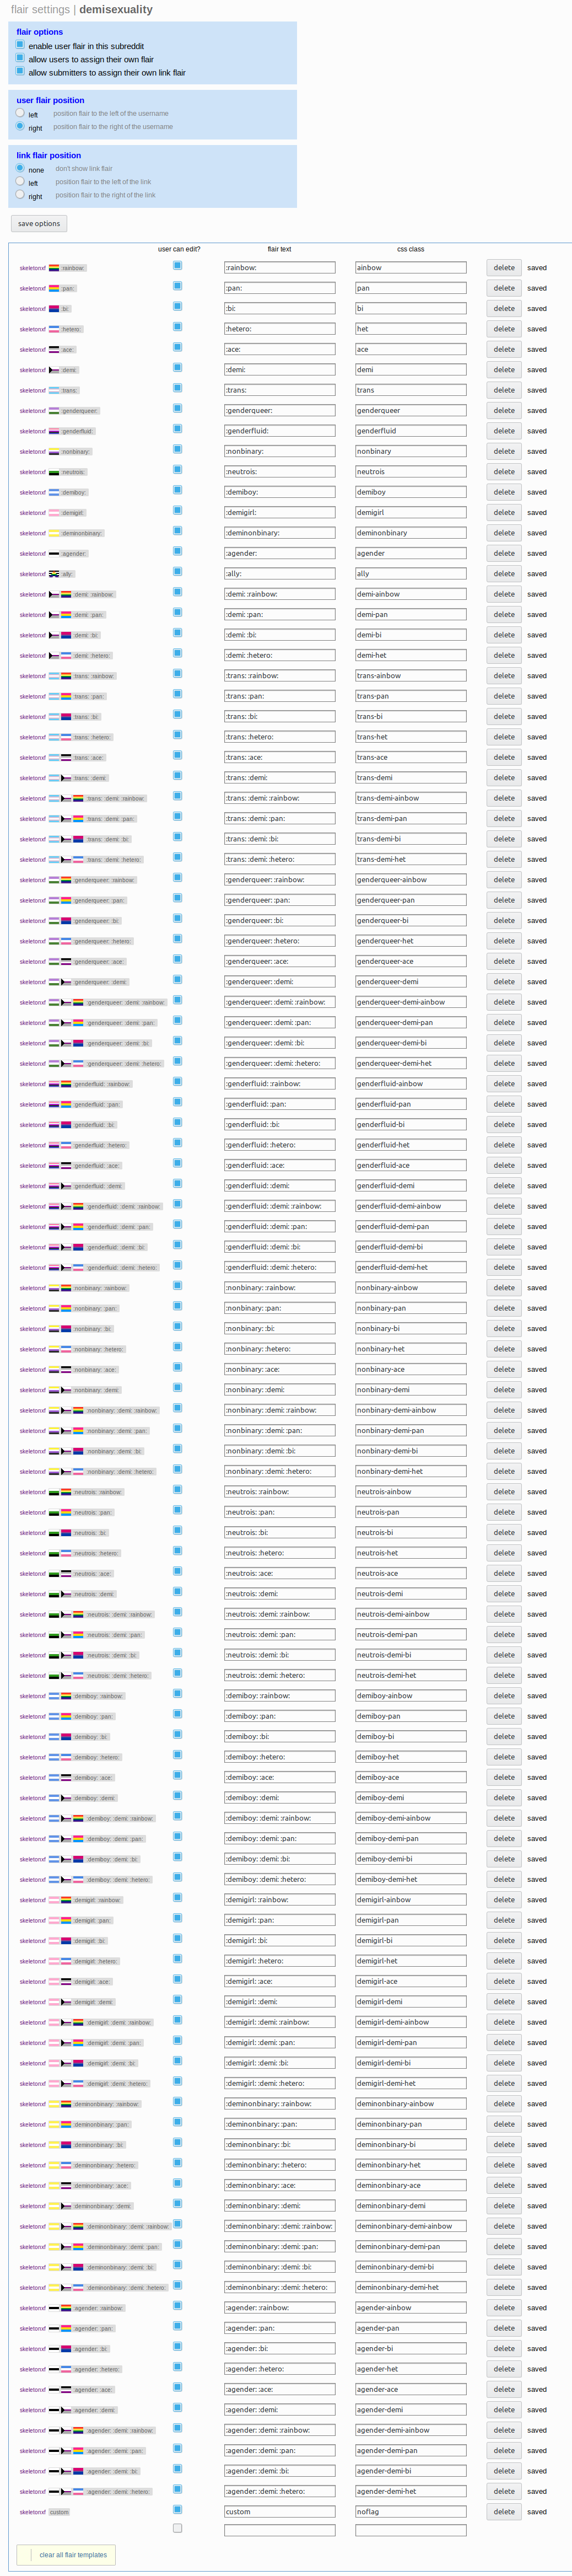 flair settings | demisexuality
flair options
enable user flair in this subreddit
allow users to assign their own flair
allow submitters to assign their own link flair
user flair position
left position flair to the left of the username
right position flair to the right of the username
link flair position
none don't show link flair
left position flair to the left of the link
right position flair to the right of the link
save options
user can edit? flair text css class
skeletonxf :rainbow: :rainbow: ainbow delete saved
skeletonxf :pan: :pan: pan delete saved
skeletonxf :bi: :bi: bi delete saved
skeletonxf :hetero: :hetero: het delete saved
skeletonxf :ace: :ace: ace delete saved
skeletonxf :demi: :demi: demi delete saved
skeletonxf :trans: :trans: trans delete saved
skeletonxf :genderqueer: :genderqueer: genderqueer delete saved
skeletonxf :genderfluid: :genderfluid: genderfluid delete saved
skeletonxf :nonbinary: :nonbinary: nonbinary delete saved
skeletonxf :neutrois: :neutrois: neutrois delete saved
skeletonxf :demiboy: :demiboy: demiboy delete saved
skeletonxf :demigirl: :demigirl: demigirl delete saved
skeletonxf :deminonbinary: :deminonbinary: deminonbinary delete saved
skeletonxf :agender: :agender: agender delete saved
skeletonxf :ally: :ally: ally delete saved
skeletonxf :demi: :rainbow: :demi: :rainbow: demi-ainbow delete saved
skeletonxf :demi: :pan: :demi: :pan: demi-pan delete saved
skeletonxf :demi: :bi: :demi: :bi: demi-bi delete saved
skeletonxf :demi: :hetero: :demi: :hetero: demi-het delete saved
skeletonxf :trans: :rainbow: :trans: :rainbow: trans-ainbow delete saved
skeletonxf :trans: :pan: :trans: :pan: trans-pan delete saved
skeletonxf :trans: :bi: :trans: :bi: trans-bi delete saved
skeletonxf :trans: :hetero: :trans: :hetero: trans-het delete saved
skeletonxf :trans: :ace: :trans: :ace: trans-ace delete saved
skeletonxf :trans: :demi: :trans: :demi: trans-demi delete saved
skeletonxf :trans: :demi: :rainbow: :trans: :demi: :rainbow: trans-demi-ainbow delete saved
skeletonxf :trans: :demi: :pan: :trans: :demi: :pan: trans-demi-pan delete saved
skeletonxf :trans: :demi: :bi: :trans: :demi: :bi: trans-demi-bi delete saved
skeletonxf :trans: :demi: :hetero: :trans: :demi: :hetero: trans-demi-het delete saved
skeletonxf :genderqueer: :rainbow: :genderqueer: :rainbow: genderqueer-ainbow delete saved
skeletonxf :genderqueer: :pan: :genderqueer: :pan: genderqueer-pan delete saved
skeletonxf :genderqueer: :bi: :genderqueer: :bi: genderqueer-bi delete saved
skeletonxf :genderqueer: :hetero: :genderqueer: :hetero: genderqueer-het delete saved
skeletonxf :genderqueer: :ace: :genderqueer: :ace: genderqueer-ace delete saved
skeletonxf :genderqueer: :demi: :genderqueer: :demi: genderqueer-demi delete saved
skeletonxf :genderqueer: :demi: :rainbow: :genderqueer: :demi: :rainbow: genderqueer-demi-ainbow delete saved
skeletonxf :genderqueer: :demi: :pan: :genderqueer: :demi: :pan: genderqueer-demi-pan delete saved
skeletonxf :genderqueer: :demi: :bi: :genderqueer: :demi: :bi: genderqueer-demi-bi delete saved
skeletonxf :genderqueer: :demi: :hetero: :genderqueer: :demi: :hetero: genderqueer-demi-het delete saved
skeletonxf :genderfluid: :rainbow: :genderfluid: :rainbow: genderfluid-ainbow delete saved
skeletonxf :genderfluid: :pan: :genderfluid: :pan: genderfluid-pan delete saved
skeletonxf :genderfluid: :bi: :genderfluid: :bi: genderfluid-bi delete saved
skeletonxf :genderfluid: :hetero: :genderfluid: :hetero: genderfluid-het delete saved
skeletonxf :genderfluid: :ace: :genderfluid: :ace: genderfluid-ace delete saved
skeletonxf :genderfluid: :demi: :genderfluid: :demi: genderfluid-demi delete saved
skeletonxf :genderfluid: :demi: :rainbow: :genderfluid: :demi: :rainbow: genderfluid-demi-ainbow delete saved
skeletonxf :genderfluid: :demi: :pan: :genderfluid: :demi: :pan: genderfluid-demi-pan delete saved
skeletonxf :genderfluid: :demi: :bi: :genderfluid: :demi: :bi: genderfluid-demi-bi delete saved
skeletonxf :genderfluid: :demi: :hetero: :genderfluid: :demi: :hetero: genderfluid-demi-het delete saved
skeletonxf :nonbinary: :rainbow: :nonbinary: :rainbow: nonbinary-ainbow delete saved
skeletonxf :nonbinary: :pan: :nonbinary: :pan: nonbinary-pan delete saved
skeletonxf :nonbinary: :bi: :nonbinary: :bi: nonbinary-bi delete saved
skeletonxf :nonbinary: :hetero: :nonbinary: :hetero: nonbinary-het delete saved
skeletonxf :nonbinary: :ace: :nonbinary: :ace: nonbinary-ace delete saved
skeletonxf :nonbinary: :demi: :nonbinary: :demi: nonbinary-demi delete saved
skeletonxf :nonbinary: :demi: :rainbow: :nonbinary: :demi: :rainbow: nonbinary-demi-ainbow delete saved
skeletonxf :nonbinary: :demi: :pan: :nonbinary: :demi: :pan: nonbinary-demi-pan delete saved
skeletonxf :nonbinary: :demi: :bi: :nonbinary: :demi: :bi: nonbinary-demi-bi delete saved
skeletonxf :nonbinary: :demi: :hetero: :nonbinary: :demi: :hetero: nonbinary-demi-het delete saved
skeletonxf :neutrois: :rainbow: :neutrois: :rainbow: neutrois-ainbow delete saved
skeletonxf :neutrois: :pan: :neutrois: :pan: neutrois-pan delete saved
skeletonxf :neutrois: :bi: :neutrois: :bi: neutrois-bi delete saved
skeletonxf :neutrois: :hetero: :neutrois: :hetero: neutrois-het delete saved
skeletonxf :neutrois: :ace: :neutrois: :ace: neutrois-ace delete saved
skeletonxf :neutrois: :demi: :neutrois: :demi: neutrois-demi delete saved
skeletonxf :neutrois: :demi: :rainbow: :neutrois: :demi: :rainbow: neutrois-demi-ainbow delete saved
skeletonxf :neutrois: :demi: :pan: :neutrois: :demi: :pan: neutrois-demi-pan delete saved
skeletonxf :neutrois: :demi: :bi: :neutrois: :demi: :bi: neutrois-demi-bi delete saved
skeletonxf :neutrois: :demi: :hetero: :neutrois: :demi: :hetero: neutrois-demi-het delete saved
skeletonxf :demiboy: :rainbow: :demiboy: :rainbow: demiboy-ainbow delete saved
skeletonxf :demiboy: :pan: :demiboy: :pan: demiboy-pan delete saved
skeletonxf :demiboy: :bi: :demiboy: :bi: demiboy-bi delete saved
skeletonxf :demiboy: :hetero: :demiboy: :hetero: demiboy-het delete saved
skeletonxf :demiboy: :ace: :demiboy: :ace: demiboy-ace delete saved
skeletonxf :demiboy: :demi: :demiboy: :demi: demiboy-demi delete saved
skeletonxf :demiboy: :demi: :rainbow: :demiboy: :demi: :rainbow: demiboy-demi-ainbow delete saved
skeletonxf :demiboy: :demi: :pan: :demiboy: :demi: :pan: demiboy-demi-pan delete saved
skeletonxf :demiboy: :demi: :bi: :demiboy: :demi: :bi: demiboy-demi-bi delete saved
skeletonxf :demiboy: :demi: :hetero: :demiboy: :demi: :hetero: demiboy-demi-het delete saved
skeletonxf :demigirl: :rainbow: :demigirl: :rainbow: demigirl-ainbow delete saved
skeletonxf :demigirl: :pan: :demigirl: :pan: demigirl-pan delete saved
skeletonxf :demigirl: :bi: :demigirl: :bi: demigirl-bi delete saved
skeletonxf :demigirl: :hetero: :demigirl: :hetero: demigirl-het delete saved
skeletonxf :demigirl: :ace: :demigirl: :ace: demigirl-ace delete saved
skeletonxf :demigirl: :demi: :demigirl: :demi: demigirl-demi delete saved
skeletonxf :demigirl: :demi: :rainbow: :demigirl: :demi: :rainbow: demigirl-demi-ainbow delete saved
skeletonxf :demigirl: :demi: :pan: :demigirl: :demi: :pan: demigirl-demi-pan delete saved
skeletonxf :demigirl: :demi: :bi: :demigirl: :demi: :bi: demigirl-demi-bi delete saved
skeletonxf :demigirl: :demi: :hetero: :demigirl: :demi: :hetero: demigirl-demi-het delete saved
skeletonxf :deminonbinary: :rainbow: :deminonbinary: :rainbow: deminonbinary-ainbow delete saved
skeletonxf :deminonbinary: :pan: :deminonbinary: :pan: deminonbinary-pan delete saved
skeletonxf :deminonbinary: :bi: :deminonbinary: :bi: deminonbinary-bi delete saved
skeletonxf :deminonbinary: :hetero: :deminonbinary: :hetero: deminonbinary-het delete saved
skeletonxf :deminonbinary: :ace: :deminonbinary: :ace: deminonbinary-ace delete saved
skeletonxf :deminonbinary: :demi: :deminonbinary: :demi: deminonbinary-demi delete saved
skeletonxf :deminonbinary: :demi: :rainbow: :deminonbinary: :demi: :rainbow: deminonbinary-demi-ainbow delete saved
skeletonxf :deminonbinary: :demi: :pan: :deminonbinary: :demi: :pan: deminonbinary-demi-pan delete saved
skeletonxf :deminonbinary: :demi: :bi: :deminonbinary: :demi: :bi: deminonbinary-demi-bi delete saved
skeletonxf :deminonbinary: :demi: :hetero: :deminonbinary: :demi: :hetero: deminonbinary-demi-het delete saved
skeletonxf :agender: :rainbow: :agender: :rainbow: agender-ainbow delete saved
skeletonxf :agender: :pan: :agender: :pan: agender-pan delete saved
skeletonxf :agender: :bi: :agender: :bi: agender-bi delete saved
skeletonxf :agender: :hetero: :agender: :hetero: agender-het delete saved
skeletonxf :agender: :ace: :agender: :ace: agender-ace delete saved
skeletonxf :agender: :demi: :agender: :demi: agender-demi delete saved
skeletonxf :agender: :demi: :rainbow: :agender: :demi: :rainbow: agender-demi-ainbow delete saved
skeletonxf :agender: :demi: :pan: :agender: :demi: :pan: agender-demi-pan delete saved
skeletonxf :agender: :demi: :bi: :agender: :demi: :bi: agender-demi-bi delete saved
skeletonxf :agender: :demi: :hetero: :agender: :demi: :hetero: agender-demi-het delete saved
skeletonxf custom custom noflag delete saved
clear all flair templates